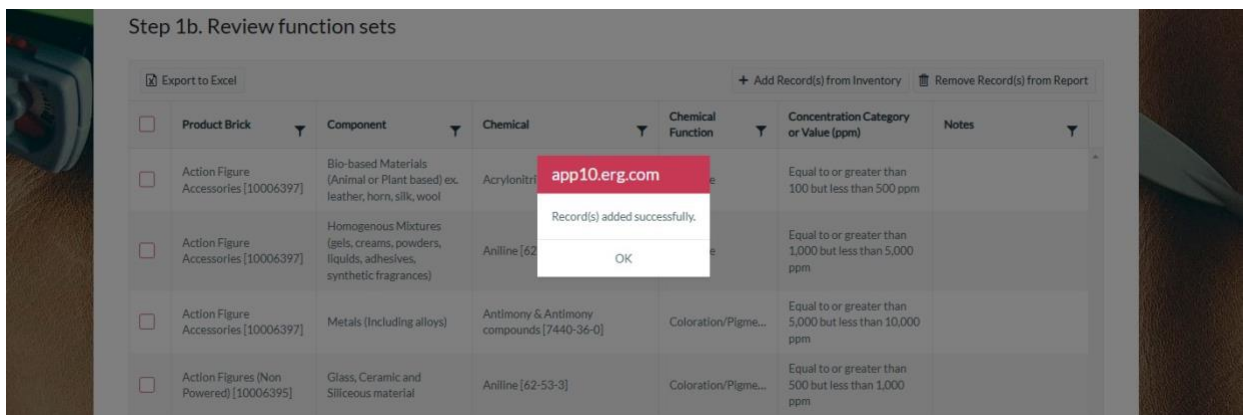 Step 1b. Review function sets
Export to Excel
+ Add Record(s) from Inventory
Remove Record(s) from Report
Product Brick
Component
Chemical
Chemical
Function
Concentration Category
or Value (ppm)
Notes
Action Figure
Accessories [10006397]
Bio-based Materials
(Animal or Plant based) ex.
leather, horn, silk, wool
Acrylonitri
Equal to or greater than
100 but less than 500 ppm
app10.erg.com
Record(s) added successfully.
OK
Action Figure
Accessories [10006397]
Homogenous Mixtures
(gels, creams, powders,
liquids, adhesives,
synthetic fragrances)
Aniline [62
Equal to or greater than
1,000 but less than 5,000
ppm
Action Figure
Accessories [10006397]
Metals (Including alloys)
Antimony & Antimony
compounds [7440-36-0]
Coloration/Pigme...
Equal to or greater than
5,000 but less than 10,000
ppm
Action Figures (Non
Powered) [10006395]
Glass, Ceramic and
Siliceous material
Aniline [62-53-3]
Coloration/Pigme...
Equal to or greater than
500 but less than 1,000
ppm